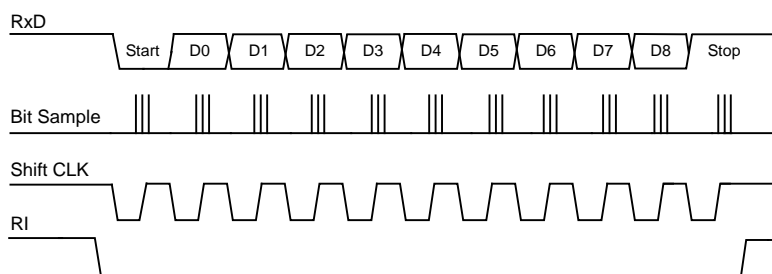 RxD
Start D0 D1 D2 D3 D4 D5 D6 D7 D8 Stop
Bit Sample
Shift CLK
RI